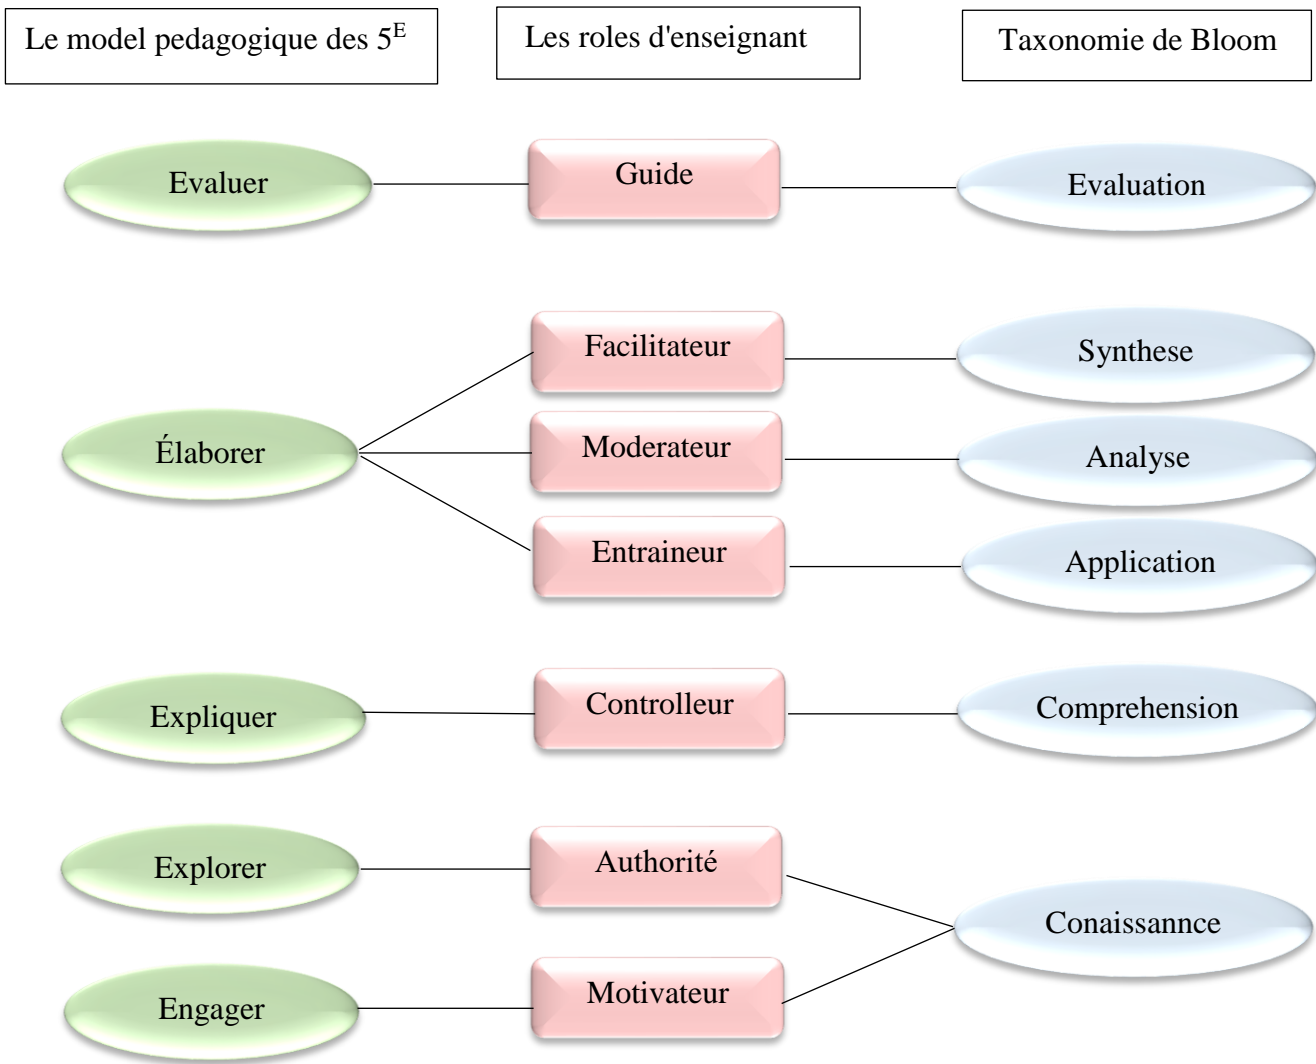 Le model pedagogique des 5E
Les roles d'enseignant
Taxonomie de Bloom
Evaluer
Guide
Evaluation
Facilitateur
Synthese
Élaborer
Moderateur
Analyse
Entraineur
Application
Expliquer
Controlleur
Comprehension
Explorer
Authorité
Conaissannce
Engager
Motivateur